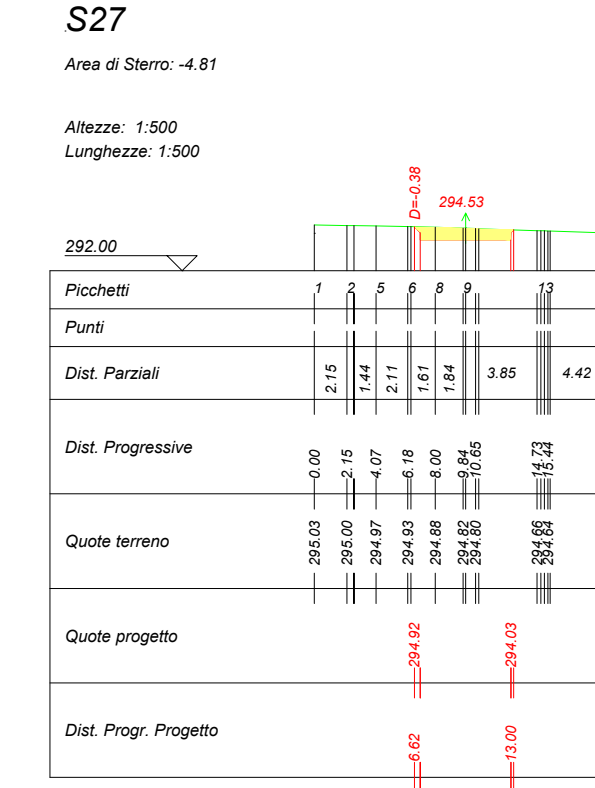 S27
Area di Sterro: -4.81
Altezze: 1:500
Lunghezze: 1:500
D=-0.38
294.53
292.00
Picchetti 1 2 5 6 8 9 13
Punti
Dist. Parziali 2.15 1.44 2.11 1.61 1.84 3.85 4.42
Dist. Progressive 0.00 2.15 4.07 6.18 8.00 9.84 10.65 14.73 15.44
Quote terreno 295.03 295.00 294.97 294.93 294.88 294.82 294.80 294.66 294.64
Quote progetto 294.92 294.03
Dist. Progr. Progetto 6.62 13.00